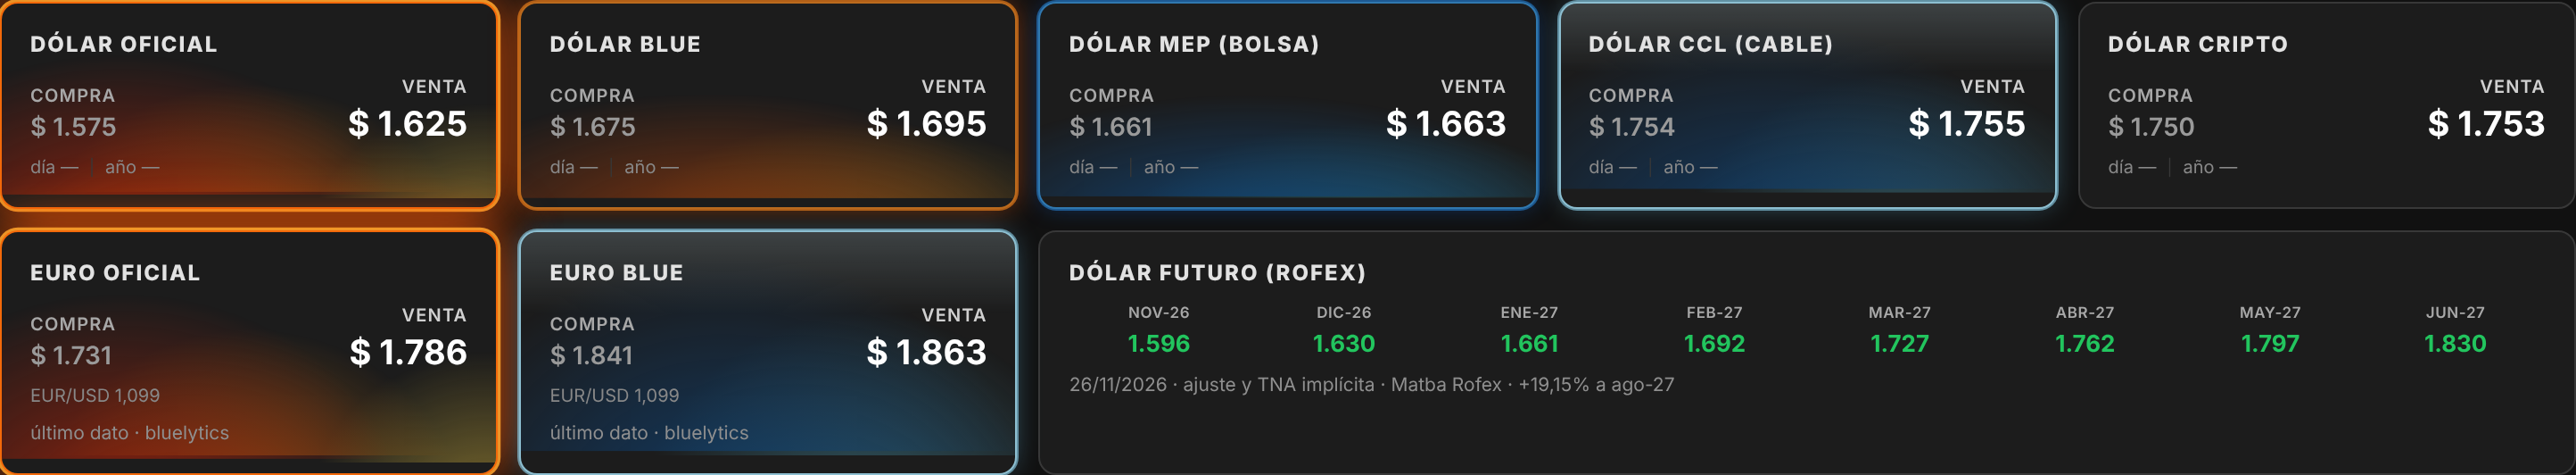 DÓLAR OFICIAL
COMPRA
$ 1.575
VENTA
$ 1.625
día — | año —
DÓLAR BLUE
COMPRA
$ 1.675
VENTA
$ 1.695
día — | año —
DÓLAR MEP (BOLSA)
COMPRA
$ 1.661
VENTA
$ 1.663
día — | año —
DÓLAR CCL (CABLE)
COMPRA
$ 1.754
VENTA
$ 1.755
día — | año —
DÓLAR CRIPTO
COMPRA
$ 1.750
VENTA
$ 1.753
día — | año —
EURO OFICIAL
COMPRA
$ 1.731
VENTA
$ 1.786
EUR/USD 1,099
último dato · bluelytics
EURO BLUE
COMPRA
$ 1.841
VENTA
$ 1.863
EUR/USD 1,099
último dato · bluelytics
DÓLAR FUTURO (ROFEX)
NOV-26 DIC-26 ENE-27 FEB-27 MAR-27 ABR-27 MAY-27 JUN-27
1.596 1.630 1.661 1.692 1.727 1.762 1.797 1.830
26/11/2026 · ajuste y TNA implícita · Matba Rofex · +19,15% a ago-27